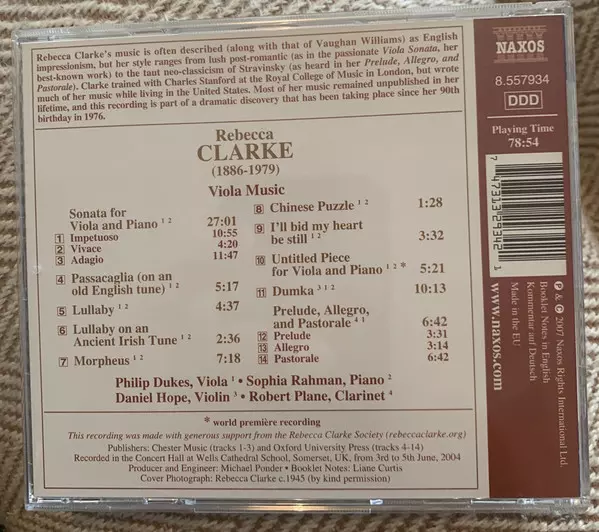 Rebecca Clarke's music is often described (along with that of Vaughan Williams) as English
impressionism, but her style ranges from lush post-romantic (as in the passionate Viola Sonata, her
best-known work) to the taut neo-classicism of Stravinsky (as heard in her Prelude, Allegro, and
Pastorale). Clarke trained with Charles Stanford at the Royal College of Music in London, but wrote
much of her music while living in the United States. Most of her music remained unpublished in her
lifetime, and this recording is part of a dramatic discovery that has been taking place since her 90th
birthday in 1976.
NAXOS
8.557934
DDD
Playing Time
78:54
7 47313 29342 1
Rebecca
CLARKE
(1886-1979)
Viola Music
Sonata for
Viola and Piano 1 2 27:01
1 Impetuoso 10:55
2 Vivace 4:20
3 Adagio 11:47
4 Passacaglia (on an
old English tune) 1 2 5:17
5 Lullaby 1 2 4:37
6 Lullaby on an
Ancient Irish Tune 1 2 2:36
7 Morpheus 1 2 7:18
8 Chinese Puzzle 1 2 1:28
9 I'll bid my heart
be still 1 2 3:32
10 Untitled Piece
for Viola and Piano 1 2 * 5:21
11 Dumka 3 1 2 10:13
Prelude, Allegro,
and Pastorale 4 1 6:42
12 Prelude 3:31
13 Allegro 3:14
14 Pastorale 6:42
Philip Dukes, Viola 1 • Sophia Rahman, Piano 2
Daniel Hope, Violin 3 • Robert Plane, Clarinet 4
* world première recording
This recording was made with generous support from the Rebecca Clarke Society (rebeccaclarke.org)
Publishers: Chester Music (tracks 1-3) and Oxford University Press (tracks 4-14)
Recorded in the Concert Hall at Wells Cathedral School, Somerset, UK, from 3rd to 5th June, 2004
Producer and Engineer: Michael Ponder • Booklet Notes: Liane Curtis
Cover Photograph: Rebecca Clarke c.1945 (by kind permission)
℗ & © 2007 Naxos Rights International Ltd.
Booklet Notes in English
Kommentar auf Deutsch
Made in the EU
www.naxos.com